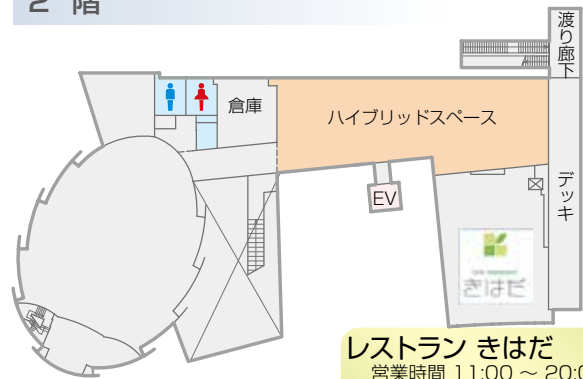 2 階
渡り廊下
倉庫
ハイブリッドスペース
デッキ
EV
きはだ
レストラン きはだ
営業時間 11:00 ～ 20:0